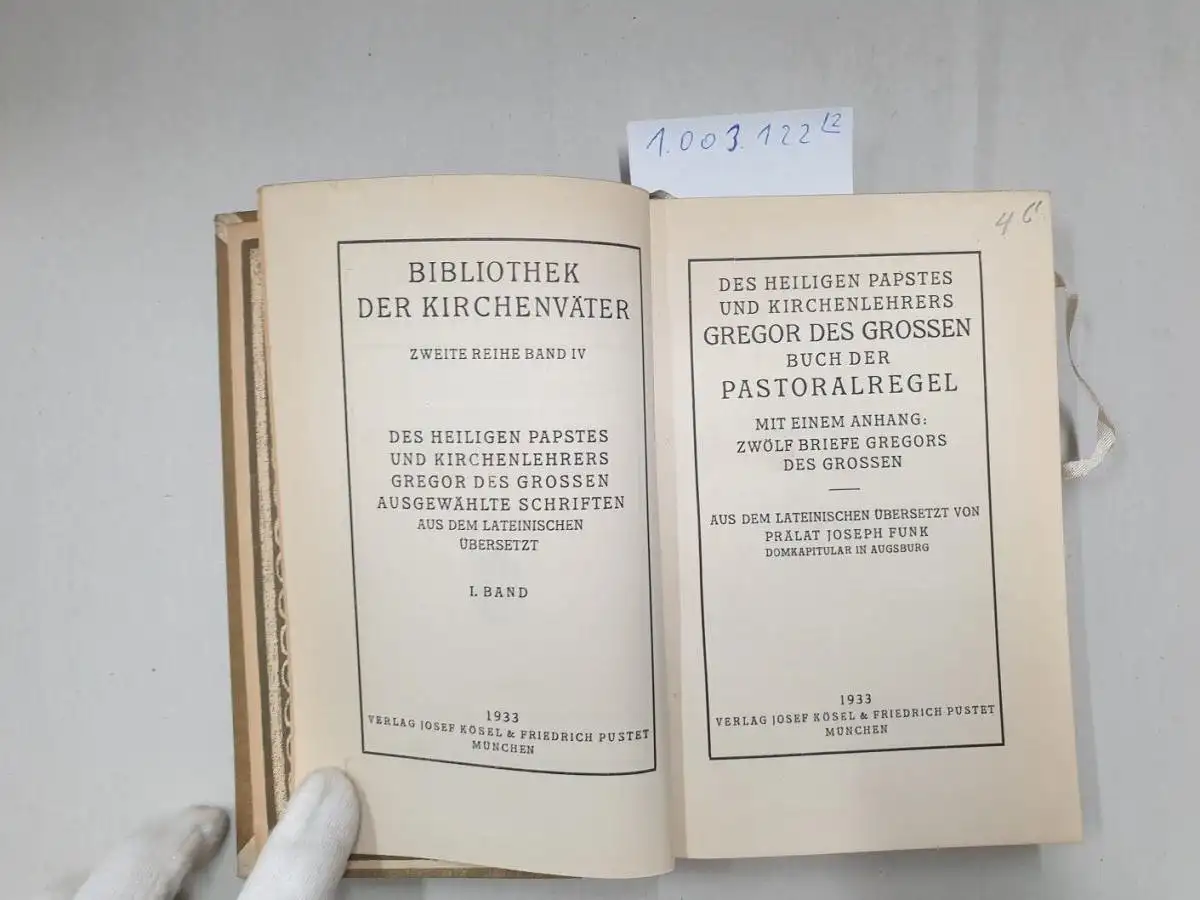 1.003.122 L2
BIBLIOTHEK
DER KIRCHENVÄTER
ZWEITE REIHE BAND IV
DES HEILIGEN PAPSTES
UND KIRCHENLEHRERS
GREGOR DES GROSSEN
AUSGEWÄHLTE SCHRIFTEN
AUS DEM LATEINISCHEN
ÜBERSETZT
I. BAND
1933
VERLAG JOSEF KÖSEL & FRIEDRICH PUSTET
MÜNCHEN
DES HEILIGEN PAPSTES
UND KIRCHENLEHRERS
GREGOR DES GROSSEN
BUCH DER
PASTORALREGEL
MIT EINEM ANHANG:
ZWÖLF BRIEFE GREGORS
DES GROSSEN
AUS DEM LATEINISCHEN ÜBERSETZT VON
PRÄLAT JOSEPH FUNK
DOMKAPITULAR IN AUGSBURG
1933
VERLAG JOSEF KÖSEL & FRIEDRICH PUSTET
MÜNCHEN